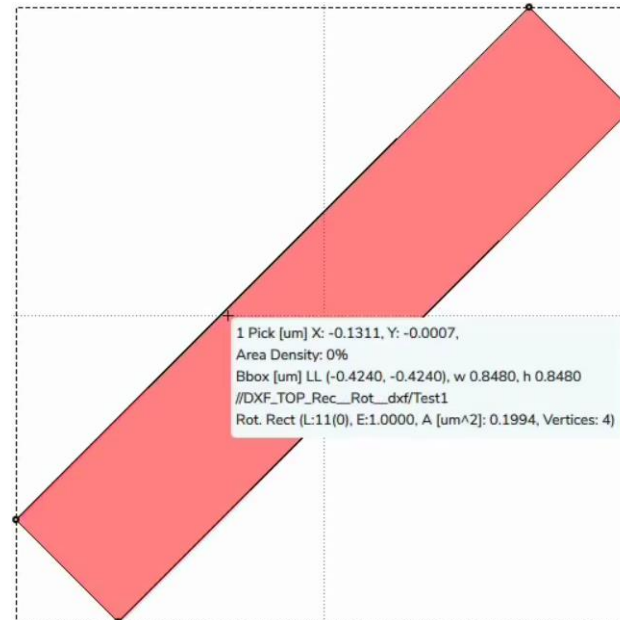 1 Pick [um] X: -0.1311, Y: -0.0007,
Area Density: 0%
Bbox [um] LL (-0.4240, -0.4240), w 0.8480, h 0.8480
//DXF_TOP_Rec__Rot__dxf/Test1
Rot. Rect (L:11(0), E:1.0000, A [um^2]: 0.1994, Vertices: 4)